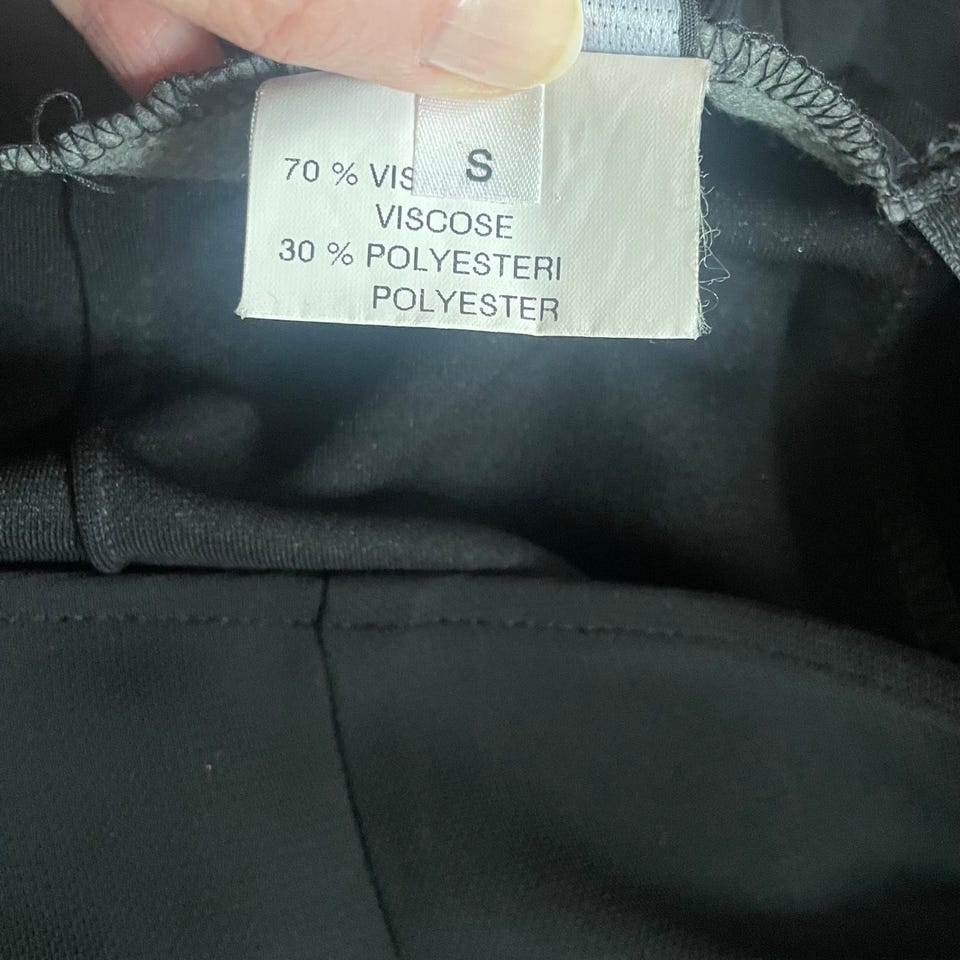 S
70 % VIS
VISCOSE
30 % POLYESTERI
POLYESTER